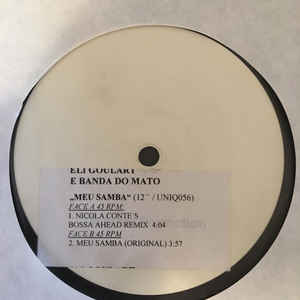 ELI GOULART
E BANDA DO MATO
„MEU SAMBA“ (12¨ / UNIQ056)
FACE A 45 RPM:
1. NICOLA CONTE`S
BOSSA AHEAD REMIX 4:04
FACE B 45 RPM
2. MEU SAMBA (ORIGINAL) 3:57